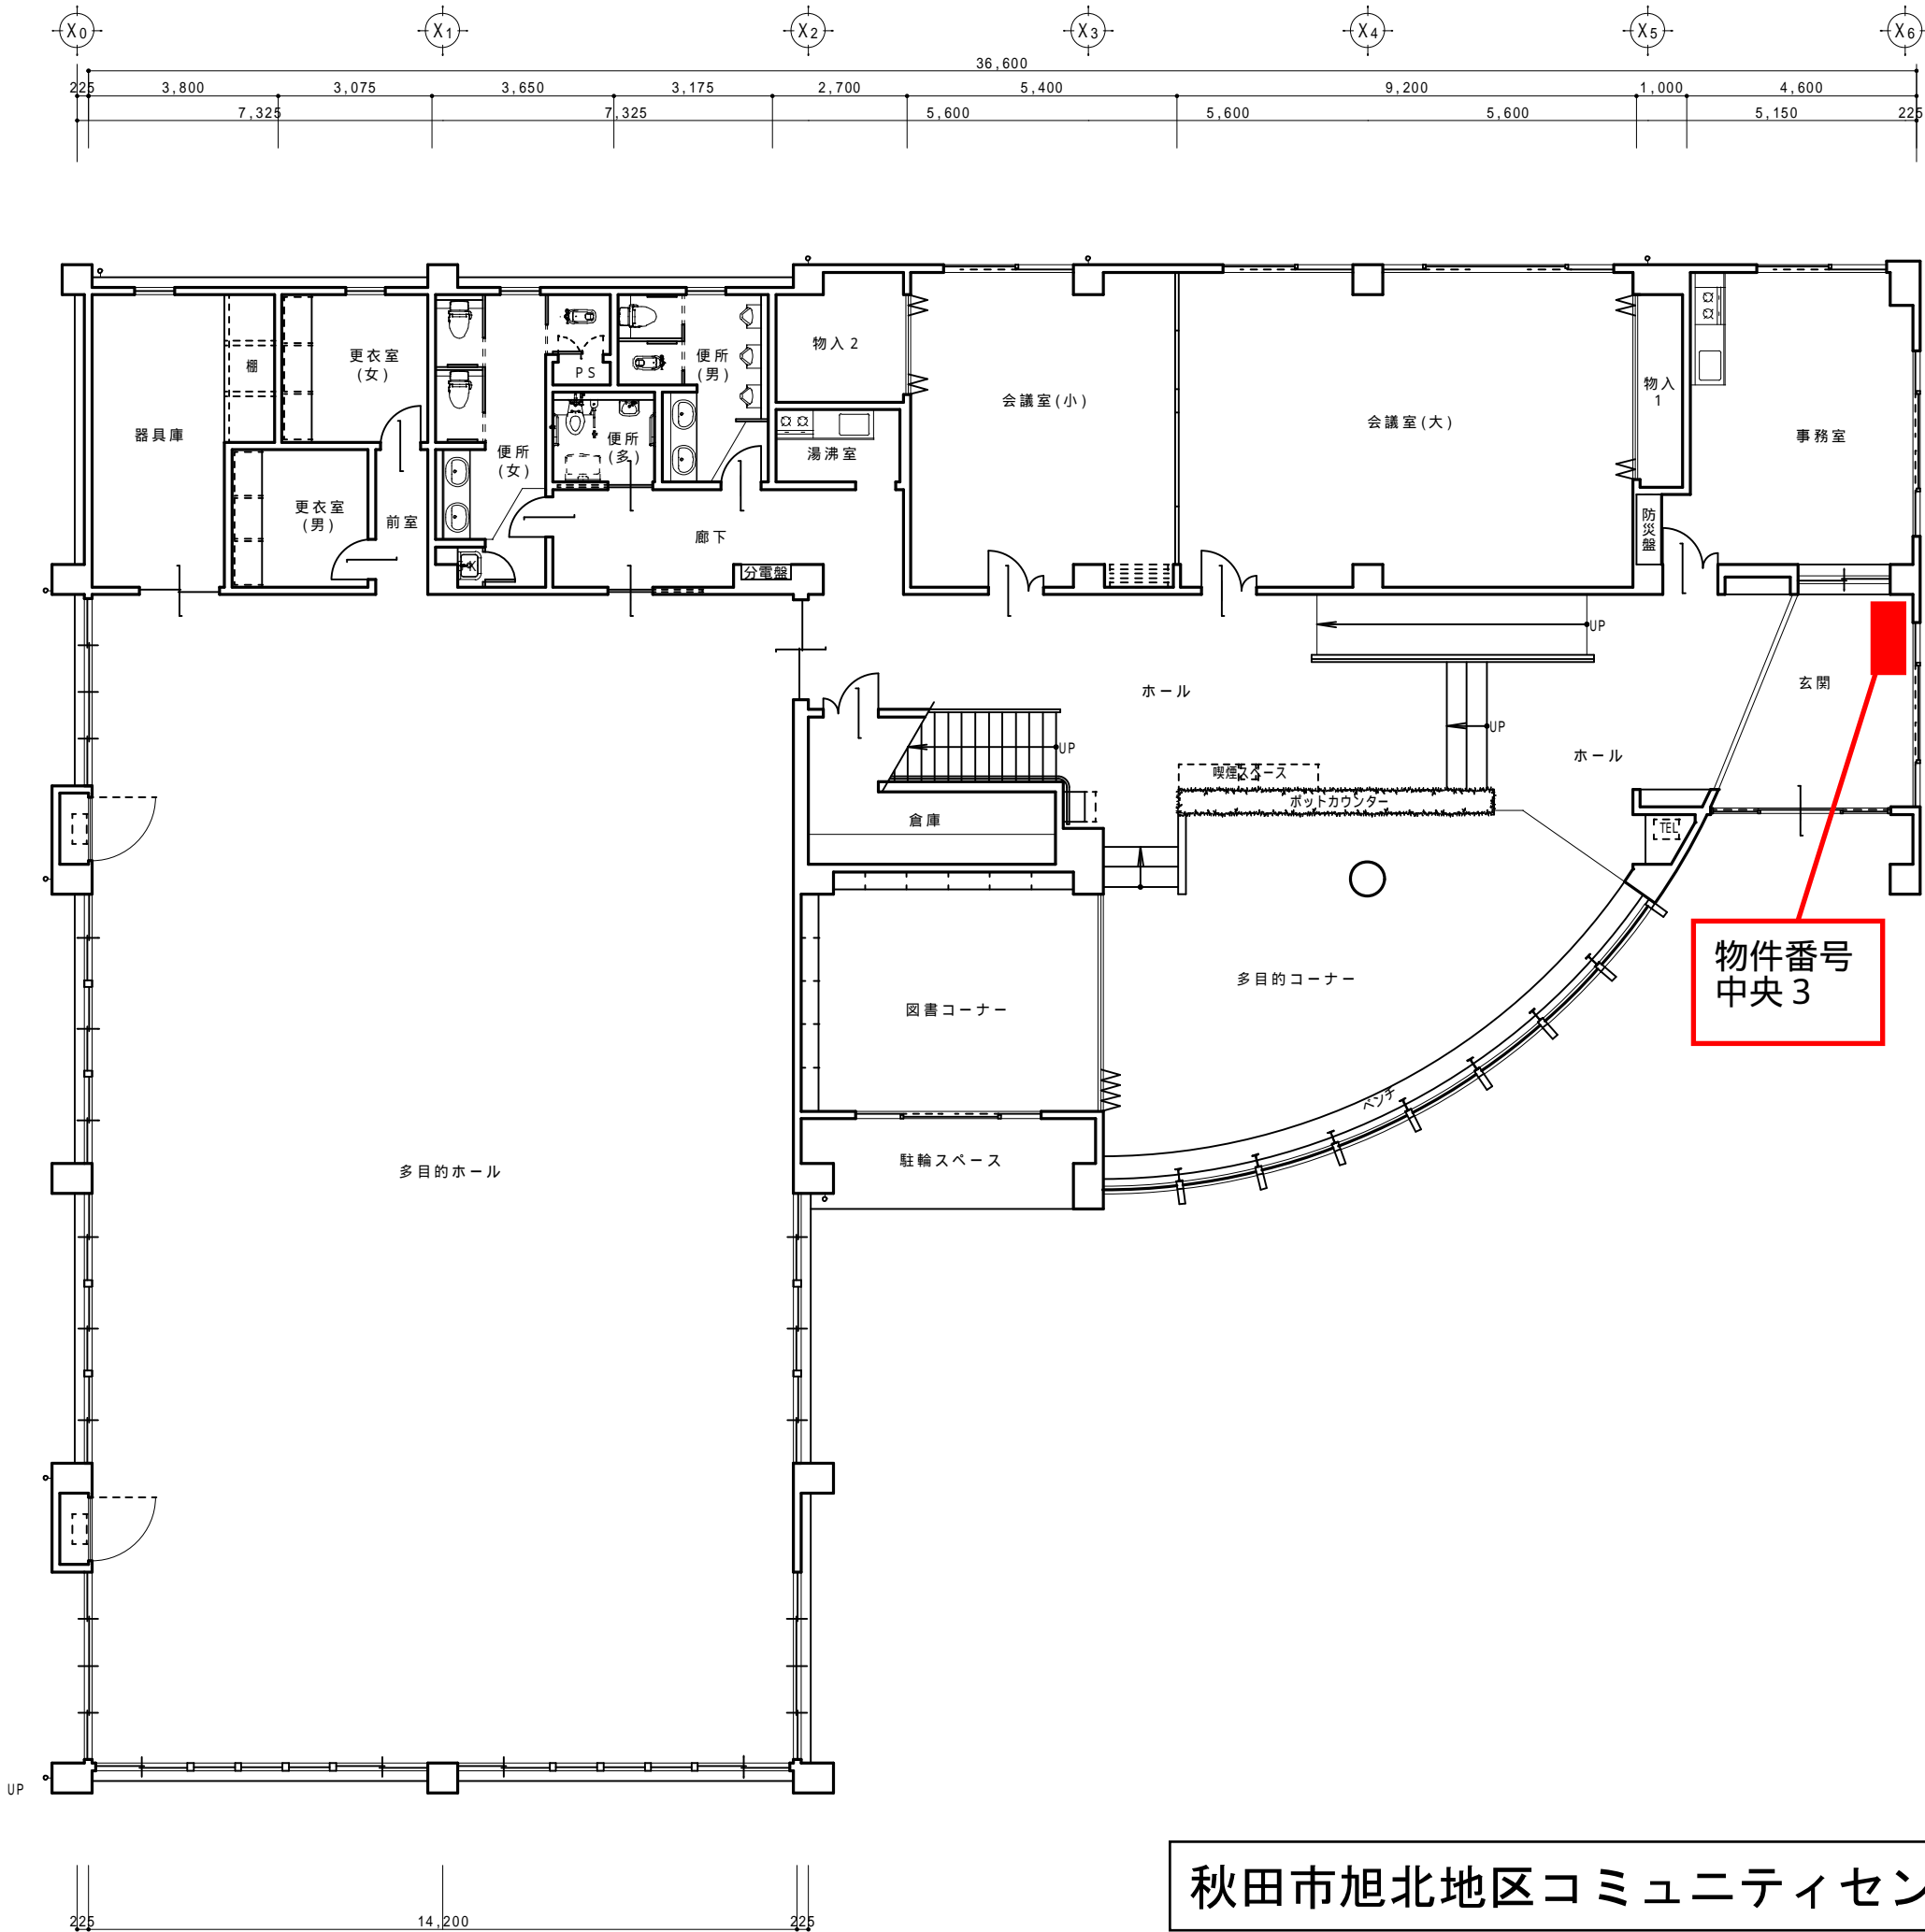 X0 X1 X2 X3 X4 X5 X6
36,600
225 3,800 3,075 3,650 3,175 2,700 5,400 9,200 1,000 4,600
7,325 7,325 5,600 5,600 5,600 5,150 225
棚
更衣室
(女)
PS
便所
(男)
物入2
会議室(小)
会議室(大)
物入
1
事務室
器具庫
便所
(女)
便所
(多)
湯沸室
更衣室
(男)
前室
廊下
防災盤
分電盤
UP
ホール
玄関
UP
UP
ホール
喫煙スペース
ポットカウンター
倉庫
TEL
物件番号
中央3
図書コーナー
多目的コーナー
ベンチ
多目的ホール
駐輪スペース
UP
秋田市旭北地区コミュニティセン
225 14,200 225